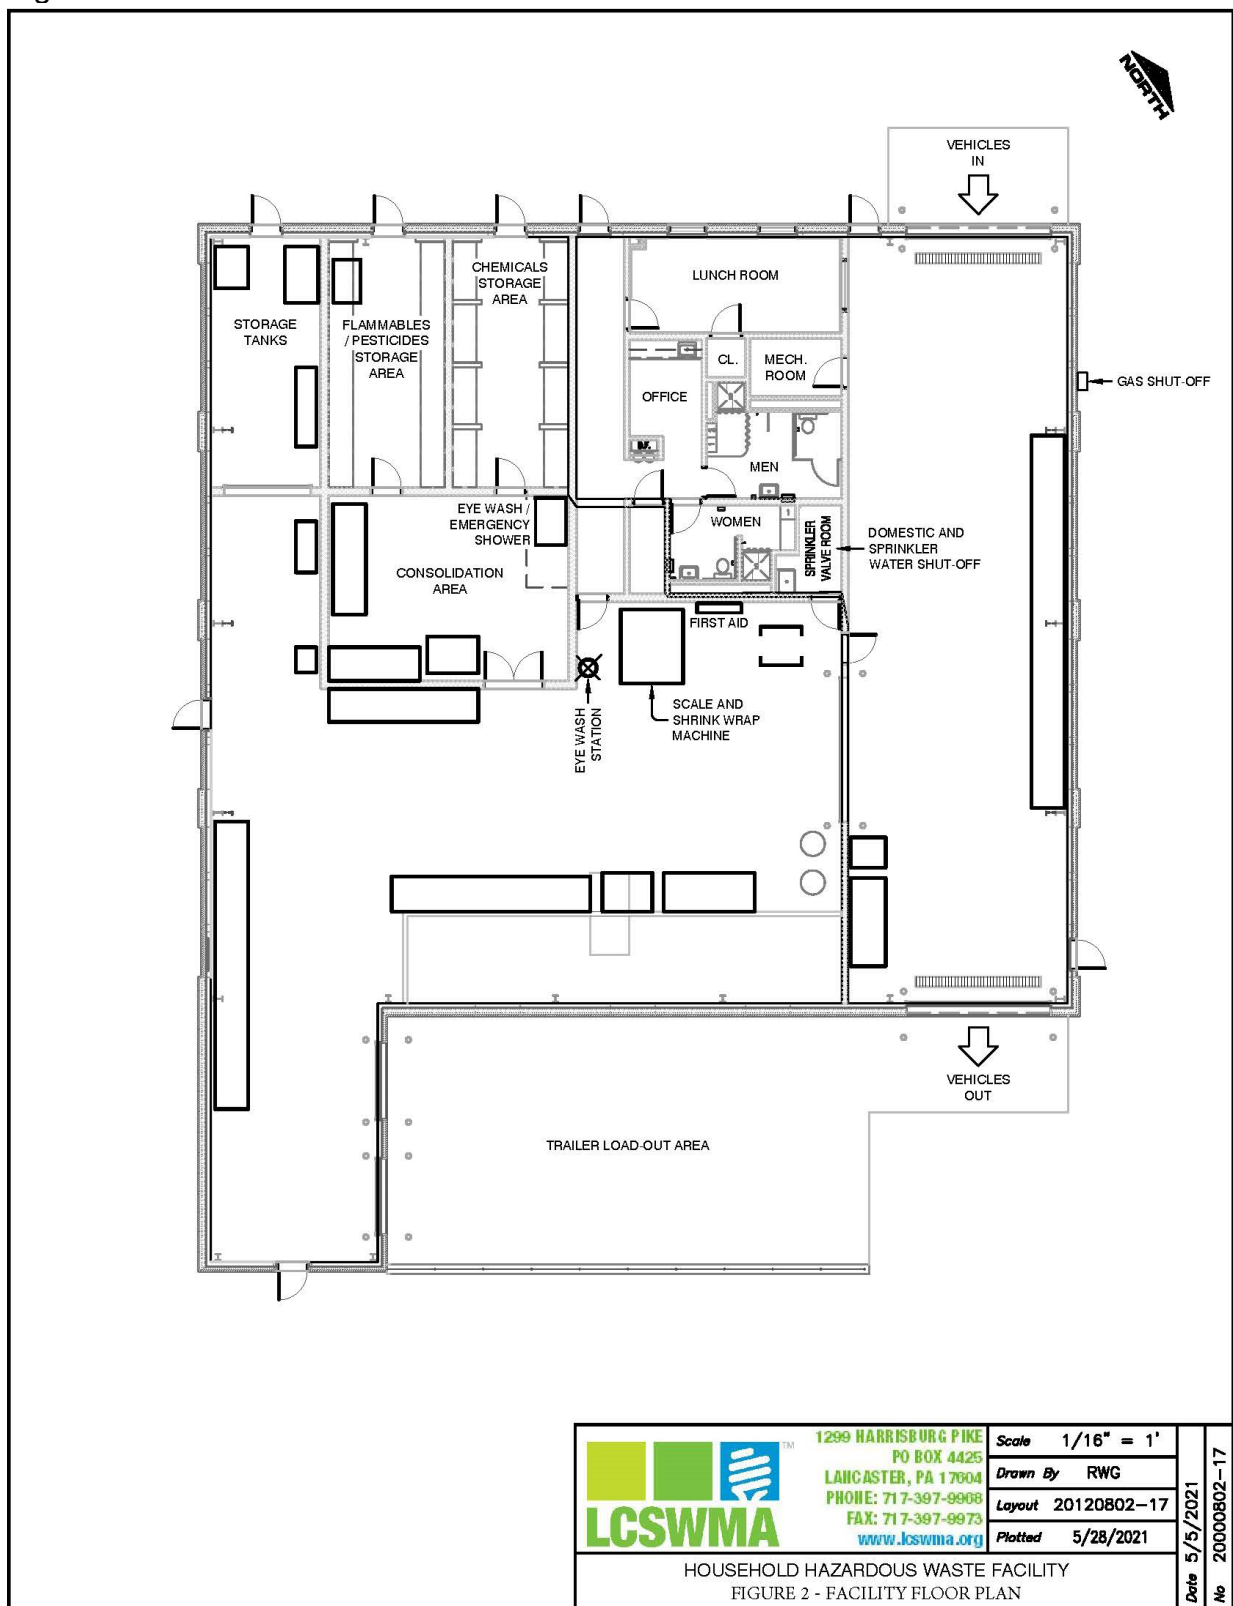 NORTH
VEHICLES
IN
CHEMICALS
STORAGE
AREA
LUNCH ROOM
STORAGE
TANKS
FLAMMABLES
/ PESTICIDES
STORAGE
AREA
CL.
MECH.
ROOM
GAS SHUT-OFF
OFFICE
D.F.
MEN
EYE WASH /
EMERGENCY
SHOWER
WOMEN
SPRINKLER
VALVE ROOM
DOMESTIC AND
SPRINKLER
WATER SHUT-OFF
CONSOLIDATION
AREA
FIRST AID
EYE WASH
STATION
SCALE AND
SHRINK WRAP
MACHINE
VEHICLES
OUT
TRAILER LOAD-OUT AREA
LCSWMA
TM
1299 HARRISBURG PIKE
PO BOX 4425
LANCASTER, PA 17604
PHONE: 717-397-9968
FAX: 717-397-9973
www.lcswma.org
Scale 1/16" = 1'
Drawn By RWG
Layout 20120802-17
Plotted 5/28/2021
Date 5/5/2021
No 20000802-17
HOUSEHOLD HAZARDOUS WASTE FACILITY
FIGURE 2 - FACILITY FLOOR PLAN